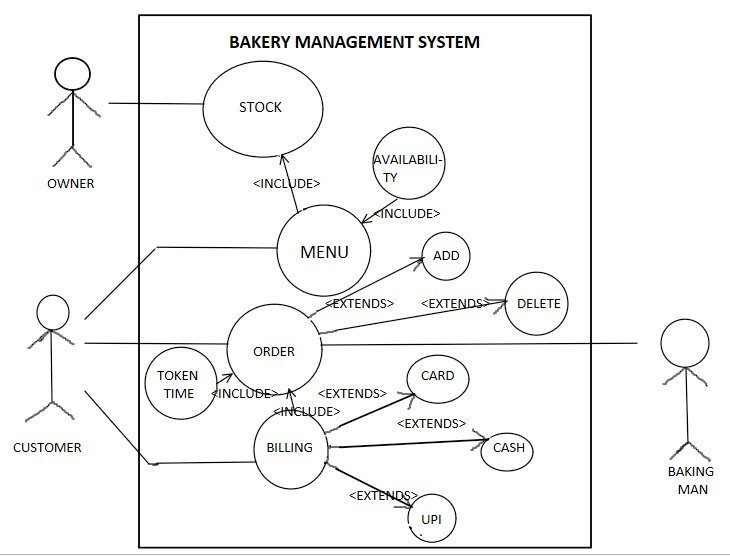 BAKERY MANAGEMENT SYSTEM
STOCK
OWNER
<INCLUDE>
AVAILABILI-
TY
<INCLUDE>
MENU
ADD
<EXTENDS>
<EXTENDS>
DELETE
ORDER
TOKEN
TIME
<INCLUDE>
<EXTENDS>
CARD
<INCLUDE>
<EXTENDS>
CUSTOMER
BILLING
CASH
BAKING
MAN
<EXTENDS>
UPI